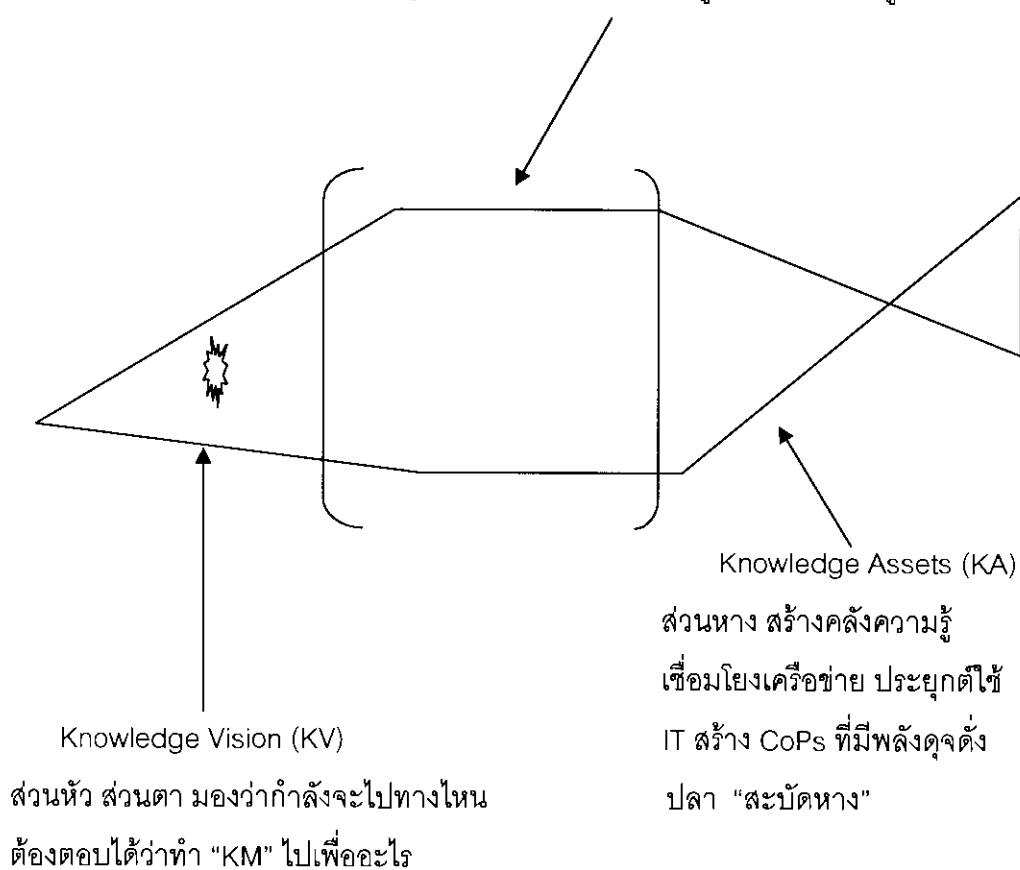 Knowledge Assets (KA)
ส่วนหาง สร้างคลังความรู้
เชื่อมโยงเครือข่าย ประยุกต์ใช้
IT สร้าง CoPs ที่มีพลังดุจดั่ง
ปลา “สะบัดหาง”
Knowledge Vision (KV)
ส่วนหัว ส่วนตา มองว่ากำลังจะไปทางไหน
ต้องตอบได้ว่าทำ “KM” ไปเพื่ออะไร